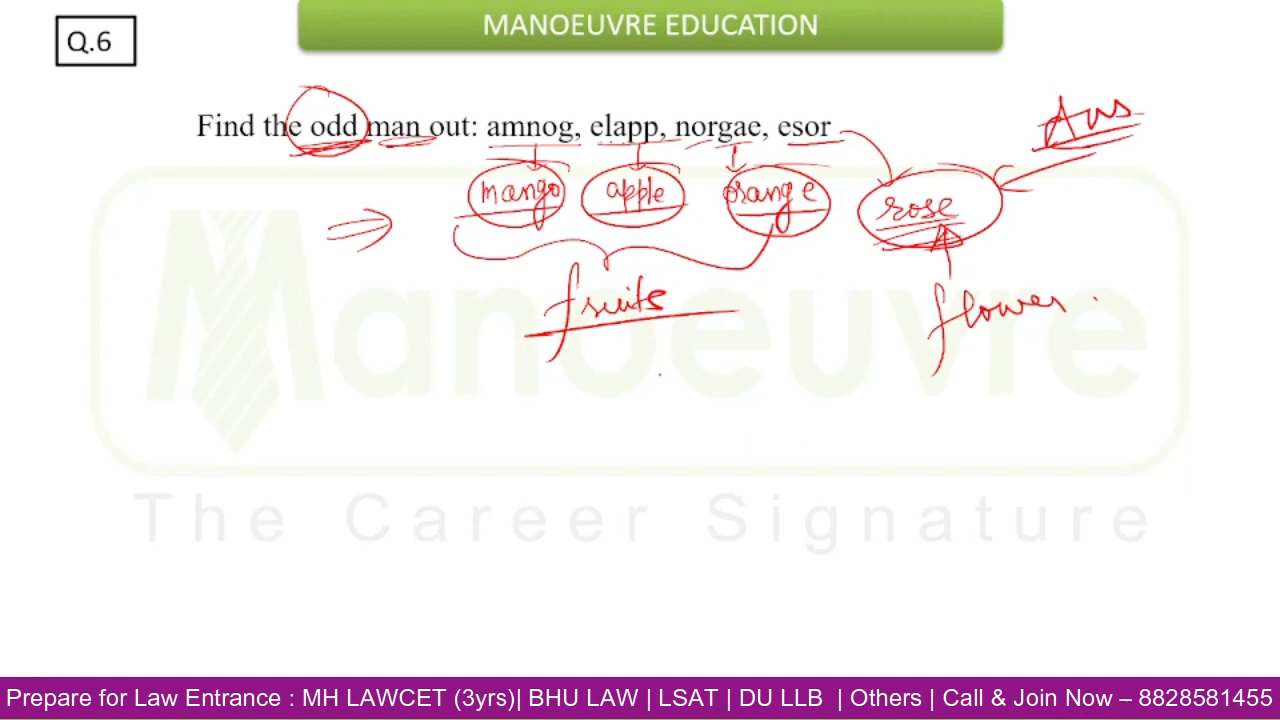 MANOEUVRE EDUCATION
Q.6
Find the odd man out: amnog, elapp, norgae, esor
Ans
mango apple orange rose
fruits
flower
Manoeuvre
The Career Signature
Prepare for Law Entrance : MH LAWCET (3yrs)| BHU LAW | LSAT | DU LLB | Others | Call & Join Now – 8828581455